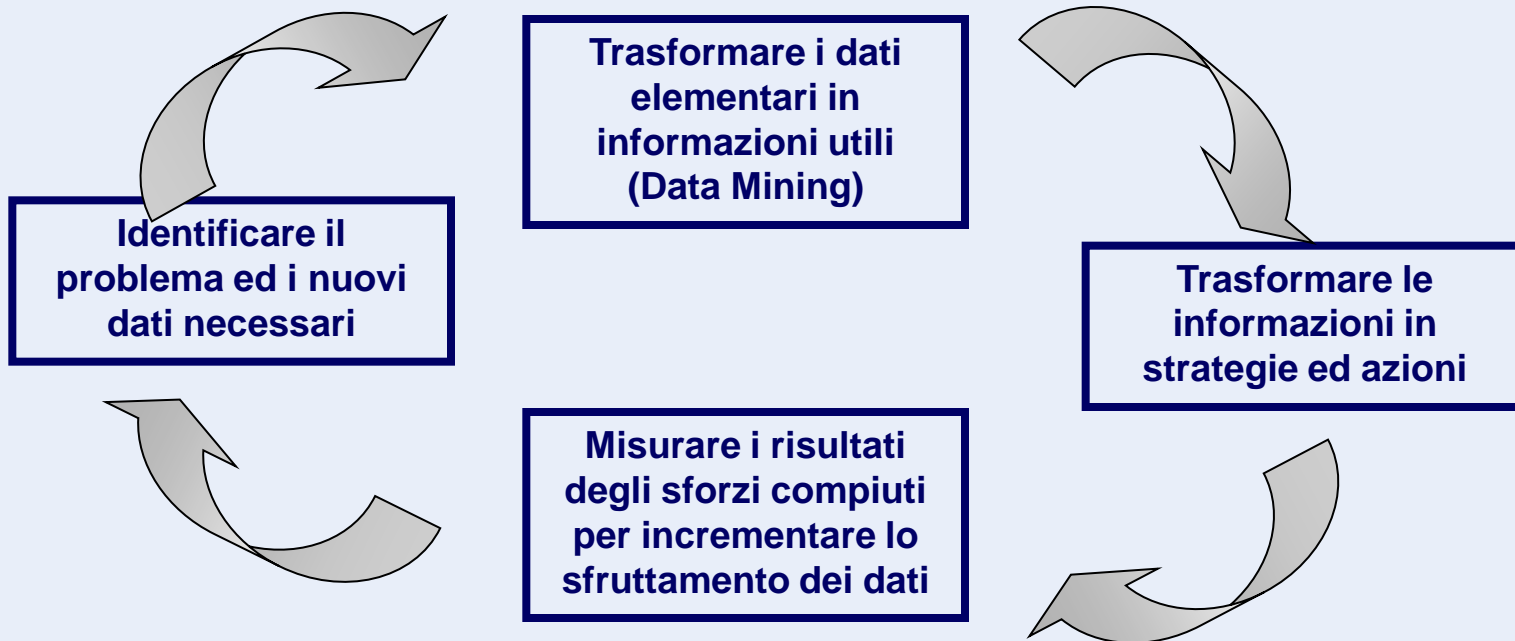 Trasformare i dati
elementari in
informazioni utili
(Data Mining)
Identificare il
problema ed i nuovi
dati necessari
Trasformare le
informazioni in
strategie ed azioni
Misurare i risultati
degli sforzi compiuti
per incrementare lo
sfruttamento dei dati